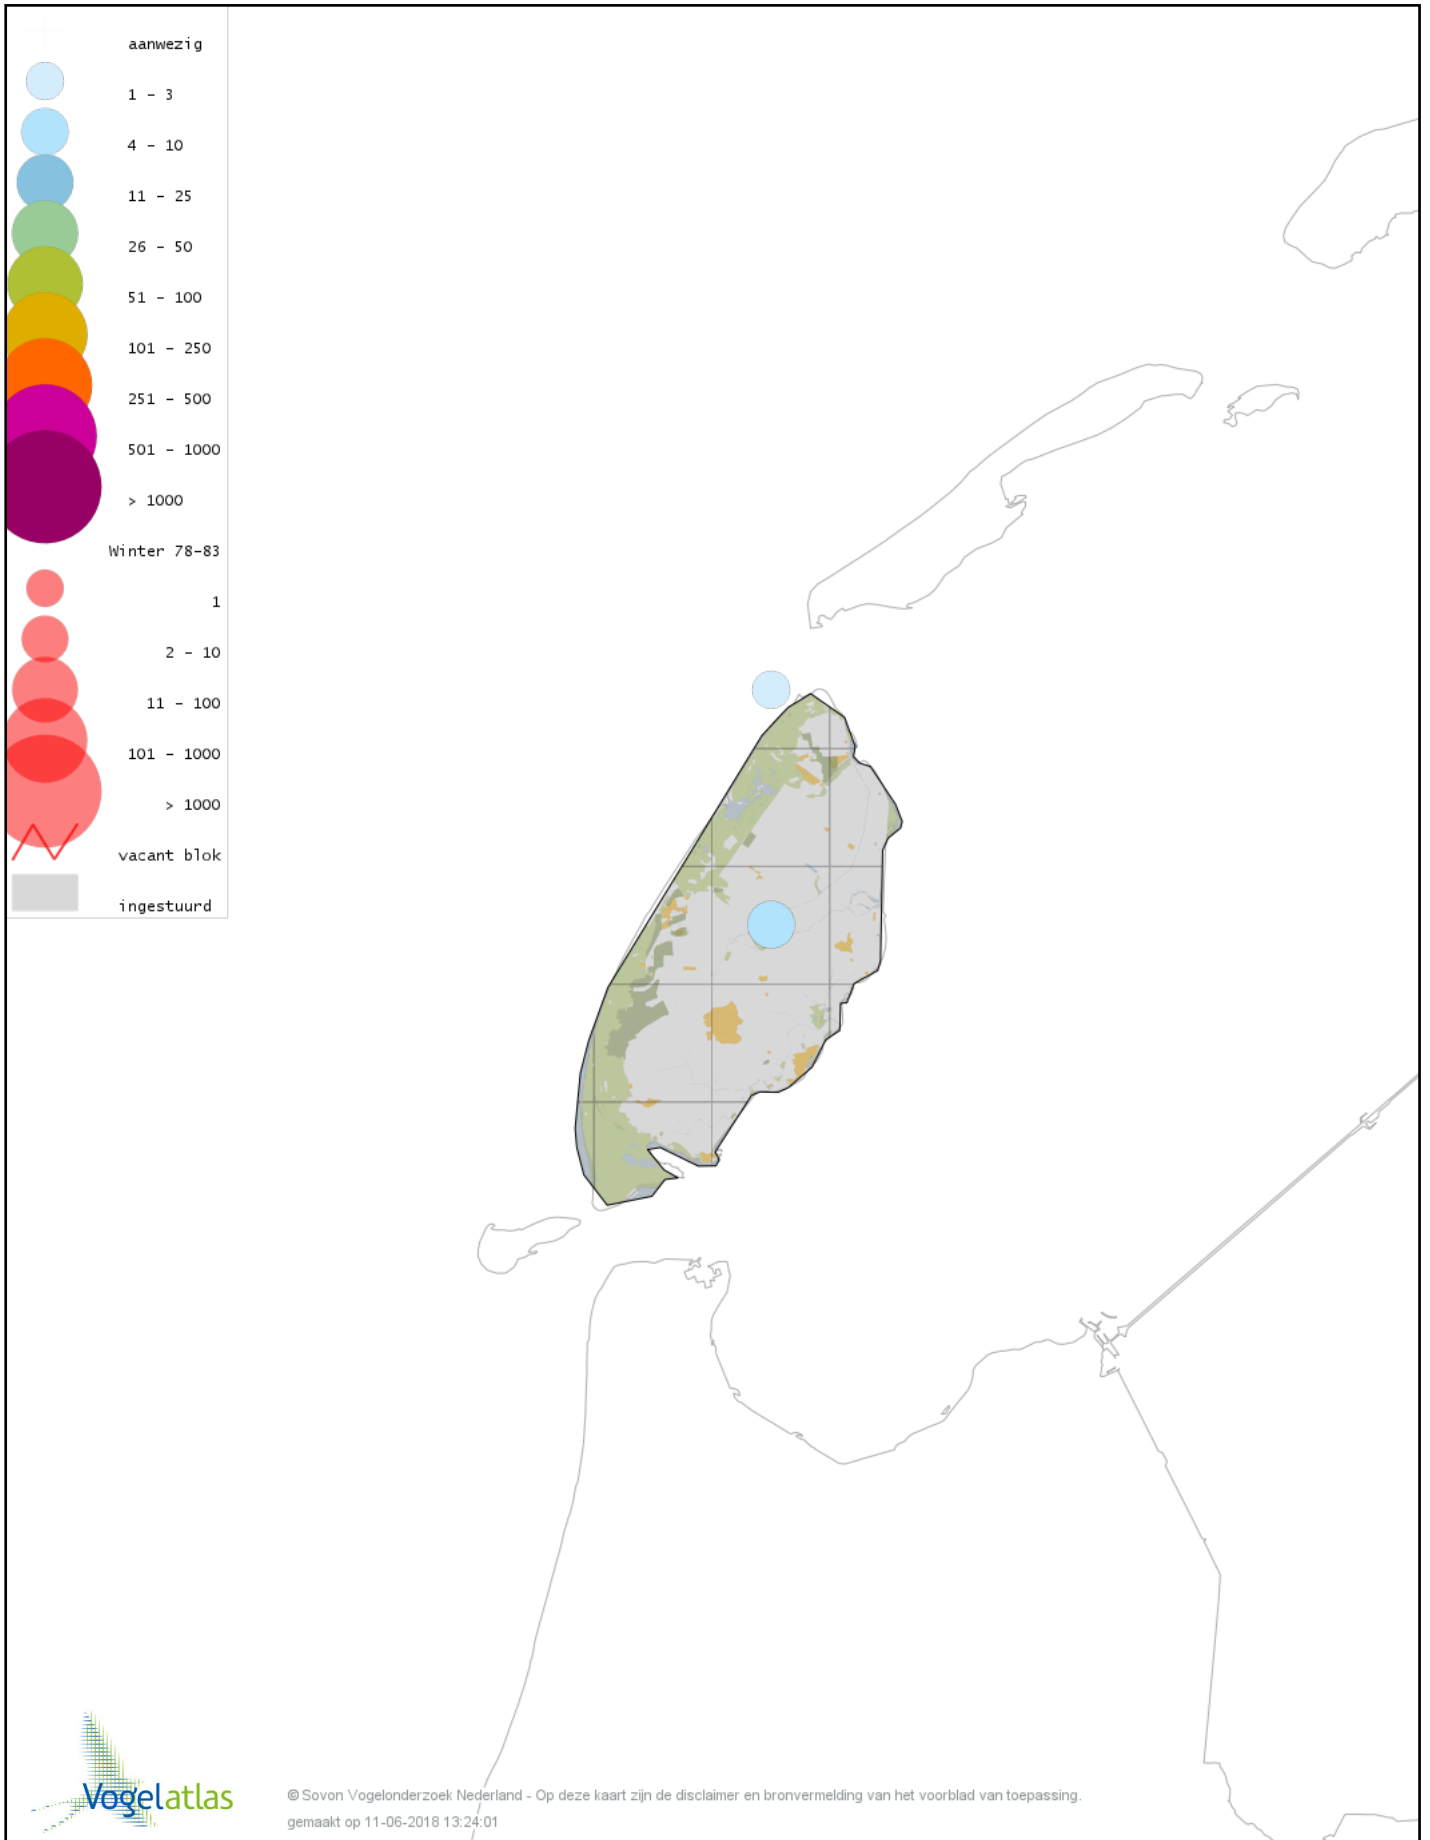 aanwezig
1 - 3
4 - 10
11 - 25
26 - 50
51 - 100
101 - 250
251 - 500
501 - 1000
> 1000
Winter 78-83
1
2 - 10
11 - 100
101 - 1000
> 1000
vacant blok
ingestuurd
Vogelatlas
© Sovon Vogelonderzoek Nederland - Op deze kaart zijn de disclaimer en bronvermelding van het voorblad van toepassing.
gemaakt op 11-06-2018 13:24:01